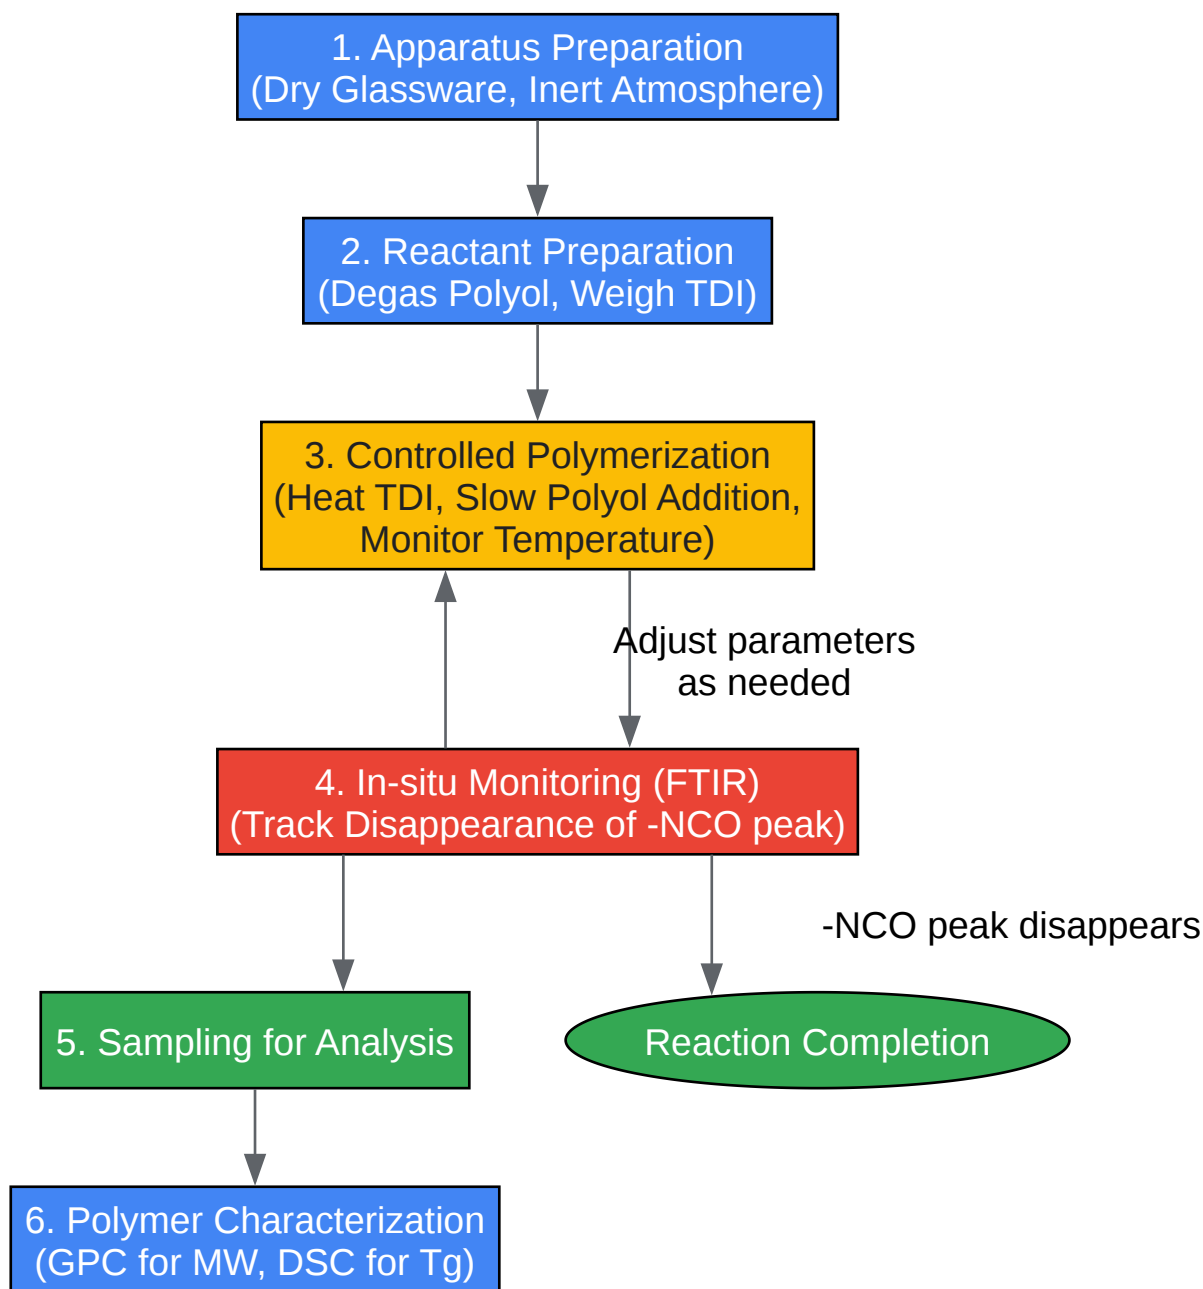 1. Apparatus Preparation
(Dry Glassware, Inert Atmosphere)
2. Reactant Preparation
(Degas Polyol, Weigh TDI)
3. Controlled Polymerization
(Heat TDI, Slow Polyol Addition,
Monitor Temperature)
Adjust parameters
as needed
4. In-situ Monitoring (FTIR)
(Track Disappearance of -NCO peak)
-NCO peak disappears
5. Sampling for Analysis
Reaction Completion
6. Polymer Characterization
(GPC for MW, DSC for Tg)